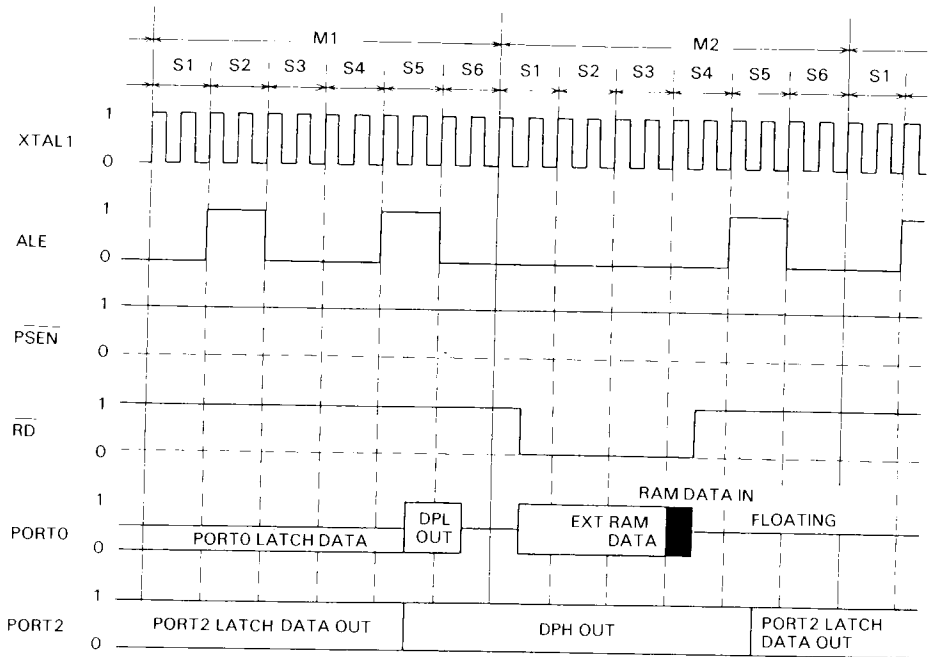 M1 M2
S1 S2 S3 S4 S5 S6 S1 S2 S3 S4 S5 S6 S1
1
XTAL1
0
1
ALE
0
1
PSEN
0
1
RD
0
RAM DATA IN
1
DPL OUT
EXT RAM DATA
FLOATING
PORT0
PORT0 LATCH DATA
0
1
PORT2
PORT2 LATCH DATA OUT
DPH OUT
PORT2 LATCH DATA OUT
0